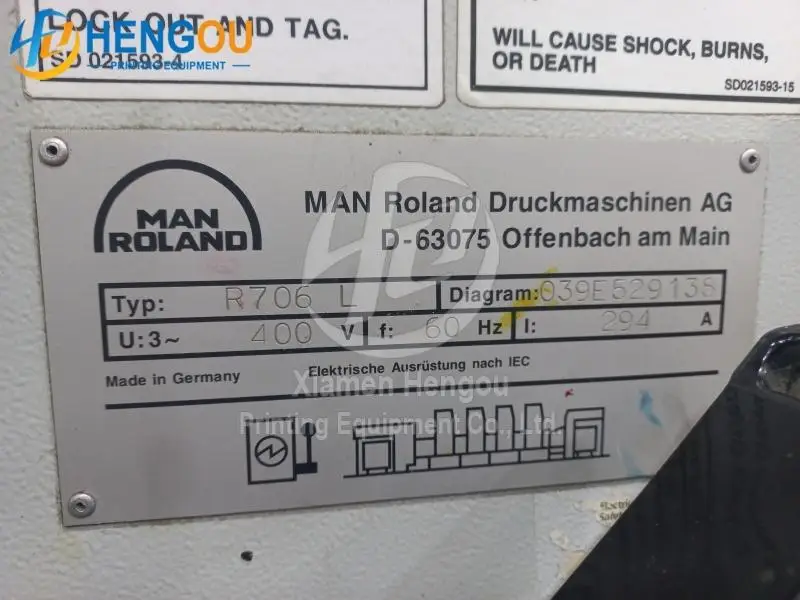 LOCK OUT AND TAG.
SD 021593-4
HENGOU
PRINTING EQUIPMENT
WILL CAUSE SHOCK, BURNS,
OR DEATH
SD021593-15
MAN
ROLAND
MAN Roland Druckmaschinen AG
D-63075 Offenbach am Main
Typ: R706 L Diagram: 039E529138
U: 3~ 400 V f: 60 Hz I: 294 A
Made in Germany Elektrische Ausrüstung nach IEC
Xiamen Hengou
Printing Equipment Co., Ltd.